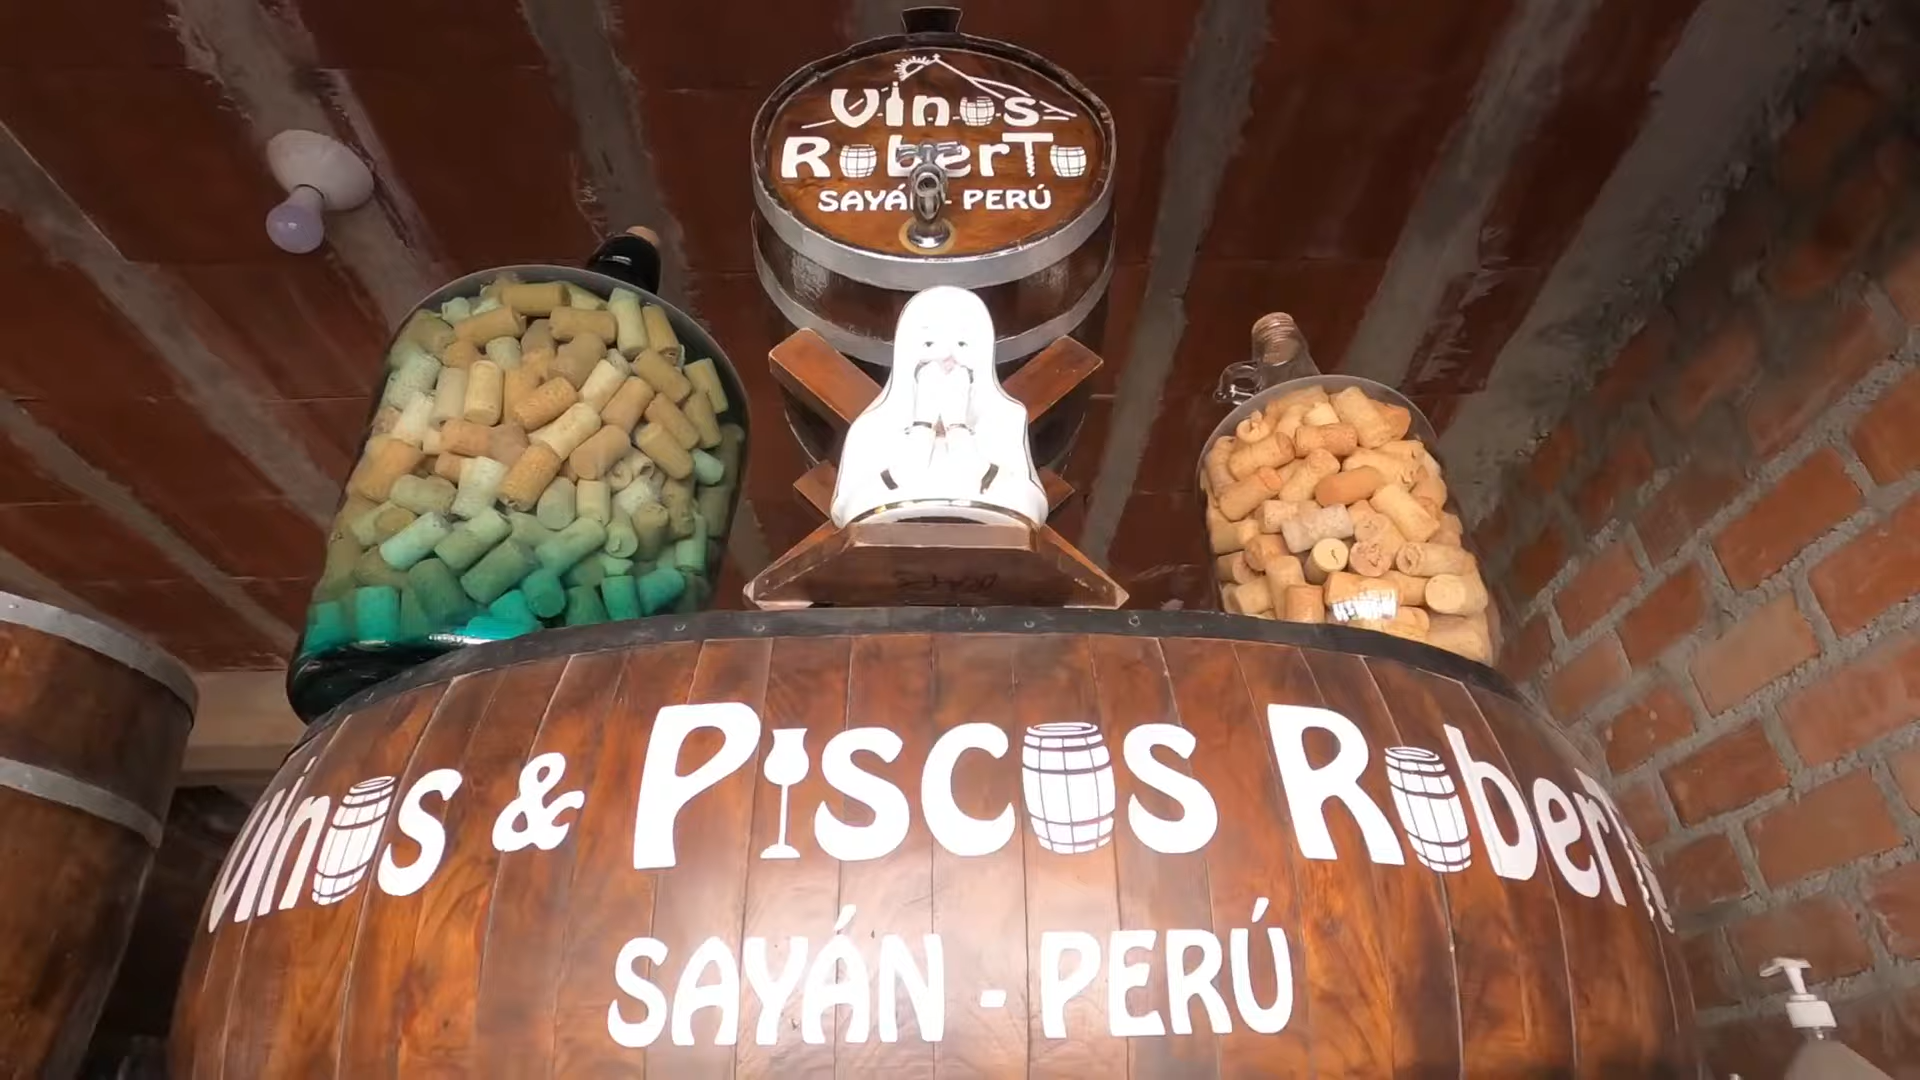 Vinos
Roberto
SAYÁN - PERÚ
Vinos & Piscos Roberto
SAYÁN - PERÚ